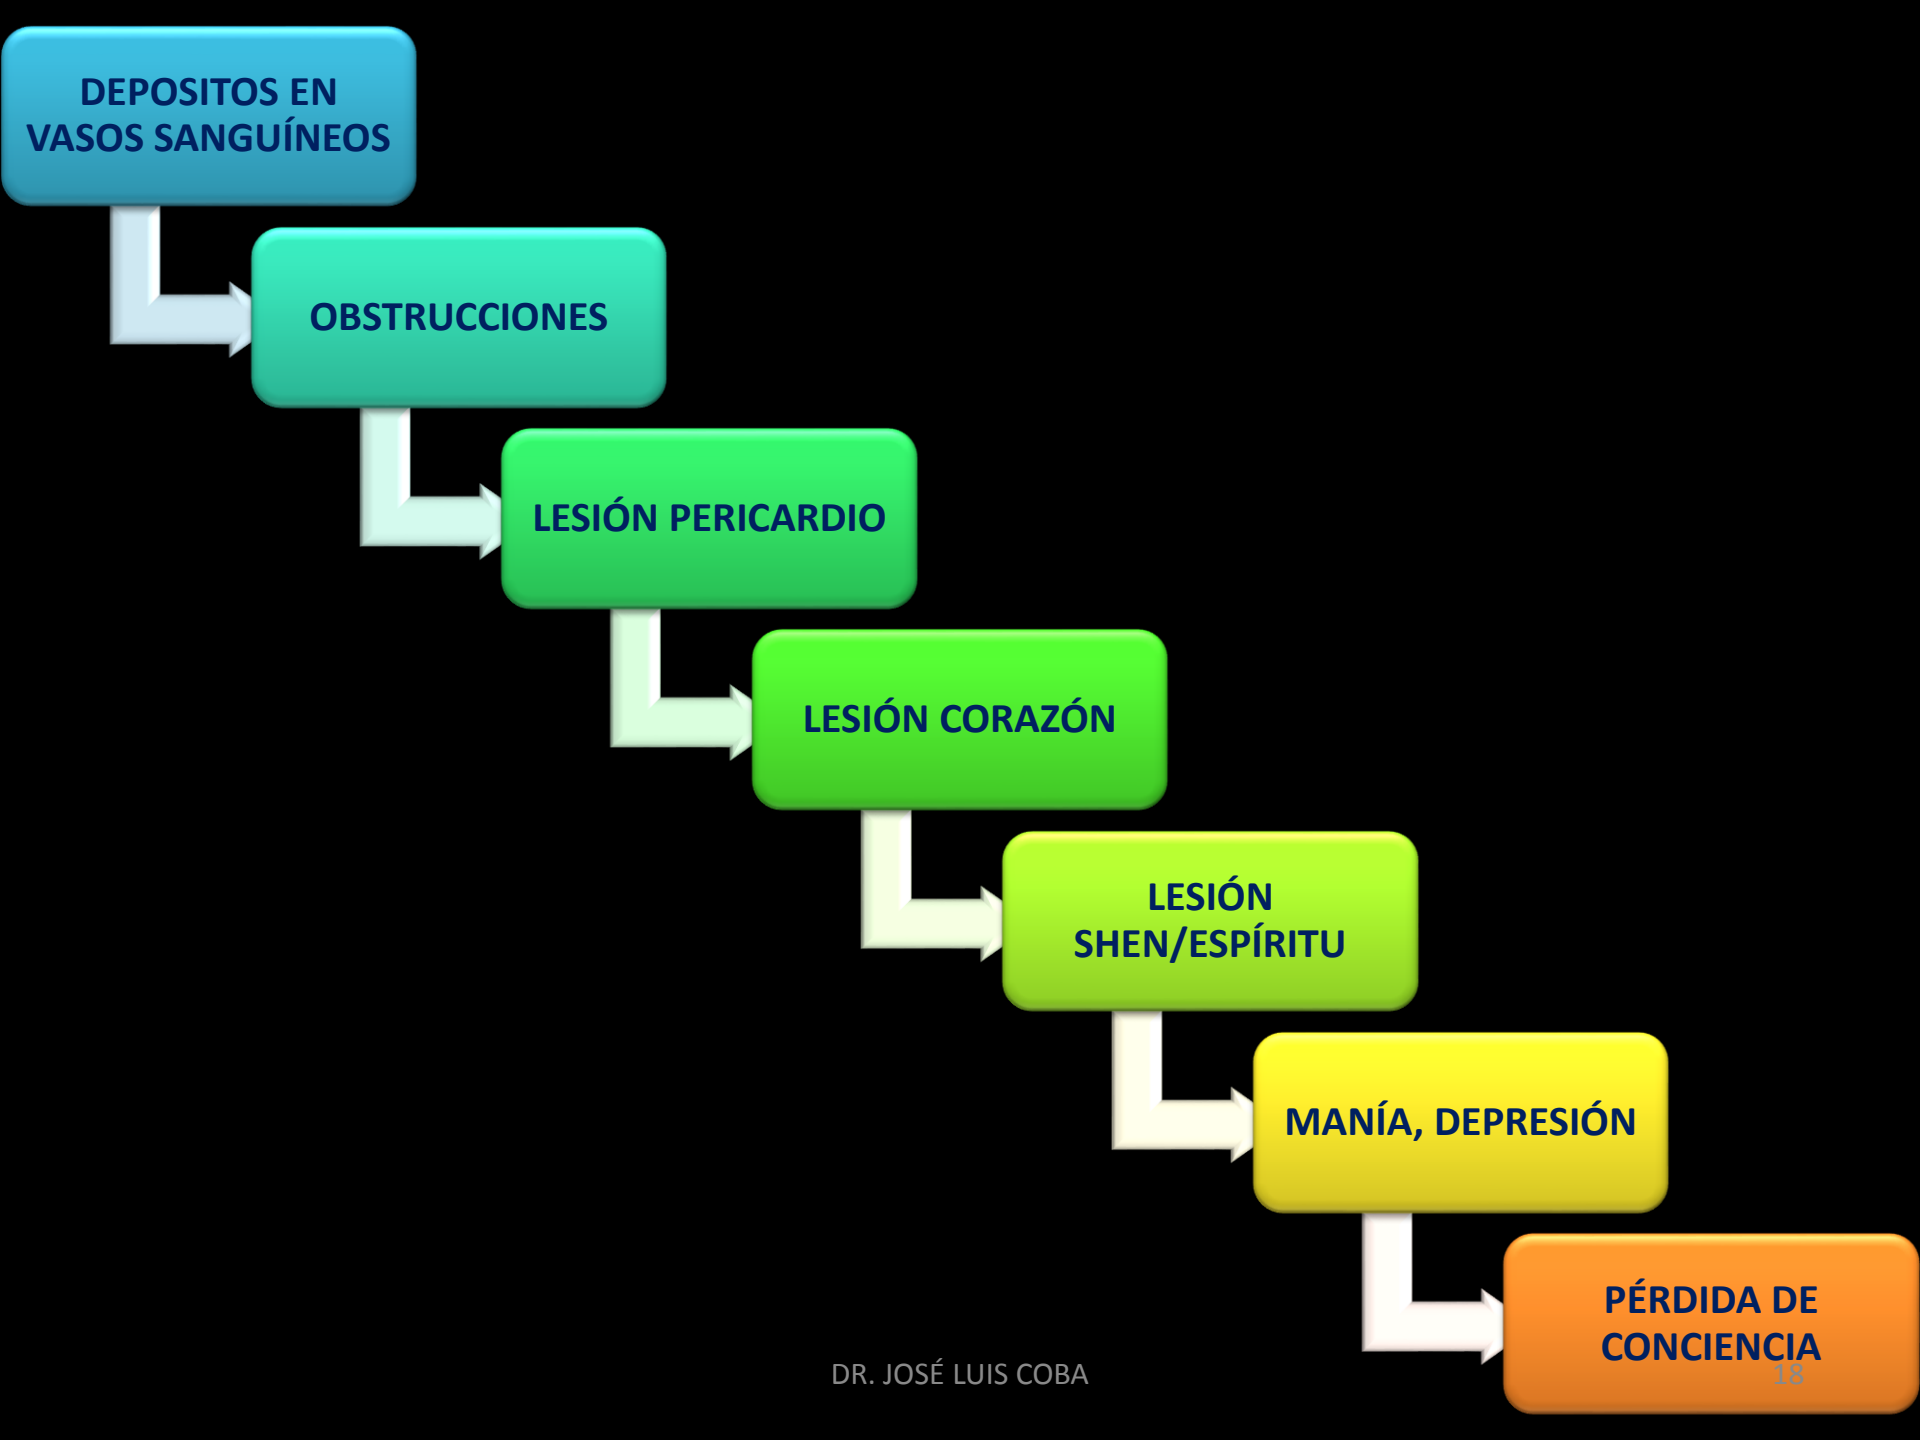 DEPOSITOS EN
VASOS SANGUÍNEOS
OBSTRUCCIONES
LESIÓN PERICARDIO
LESIÓN CORAZÓN
LESIÓN
SHEN/ESPÍRITU
MANÍA, DEPRESIÓN
PÉRDIDA DE
CONCIENCIA
DR. JOSÉ LUIS COBA
18